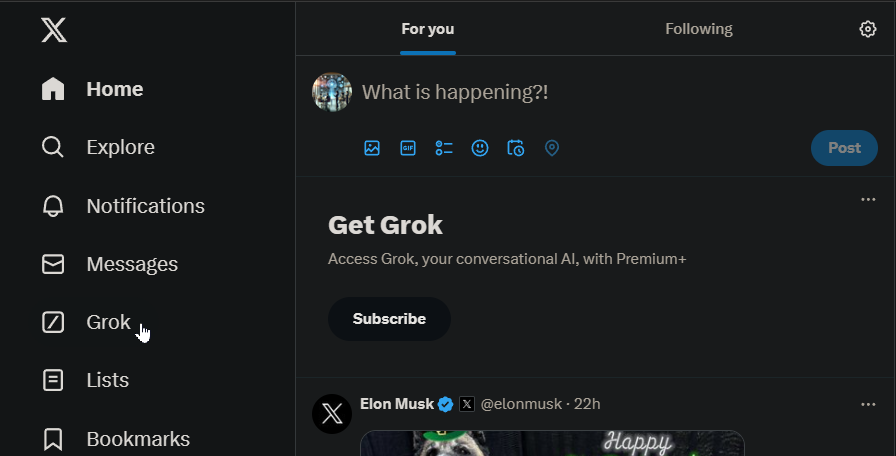 For you
Following
Home
Explore
Notifications
Messages
Grok
Lists
Bookmarks
What is happening?!
GIF
Post
Get Grok
Access Grok, your conversational AI, with Premium+
Subscribe
Elon Musk @elonmusk · 22h
Happy